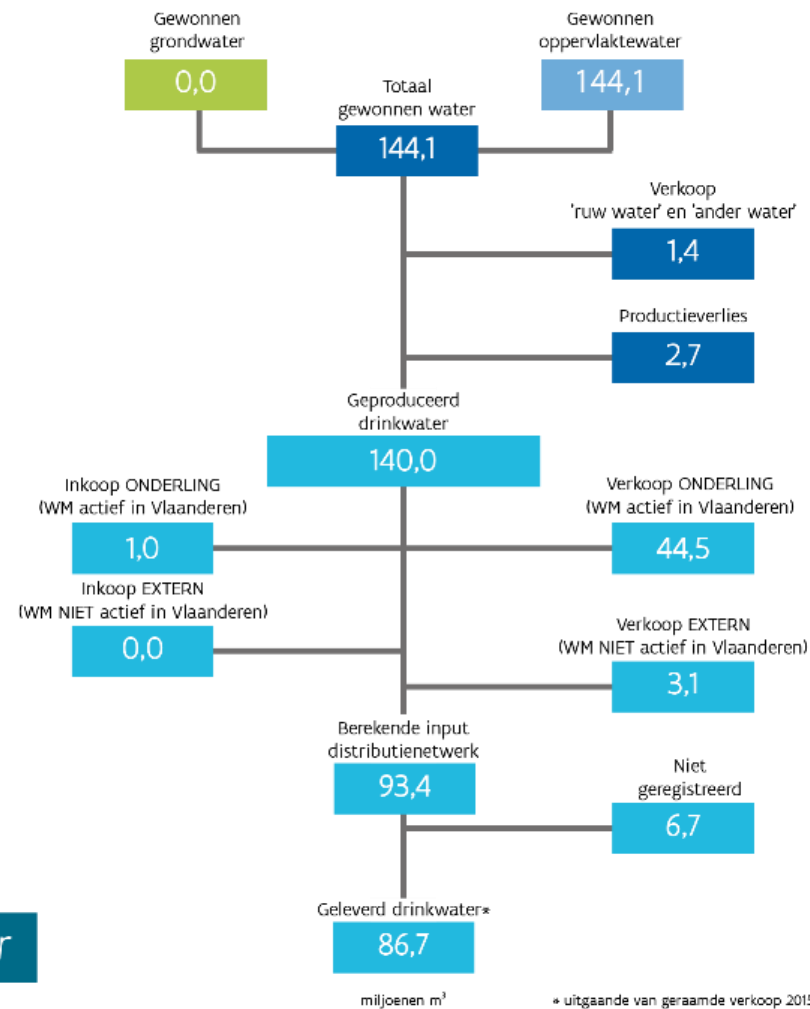 Gewonnen
grondwater
0,0
Gewonnen
oppervlaktewater
144,1
Totaal
gewonnen water
144,1
Verkoop
'ruw water' en 'ander water'
1,4
Productieverlies
2,7
Geproduceerd
drinkwater
140,0
Inkoop ONDERLING
(WM actief in Vlaanderen)
1,0
Verkoop ONDERLING
(WM actief in Vlaanderen)
44,5
Inkoop EXTERN
(WM NIET actief in Vlaanderen)
0,0
Verkoop EXTERN
(WM NIET actief in Vlaanderen)
3,1
Berekende input
distributienetwerk
93,4
Niet
geregistreerd
6,7
Geleverd drinkwater*
86,7
r
miljoenen m³
* uitgaande van geraamde verkoop 2015